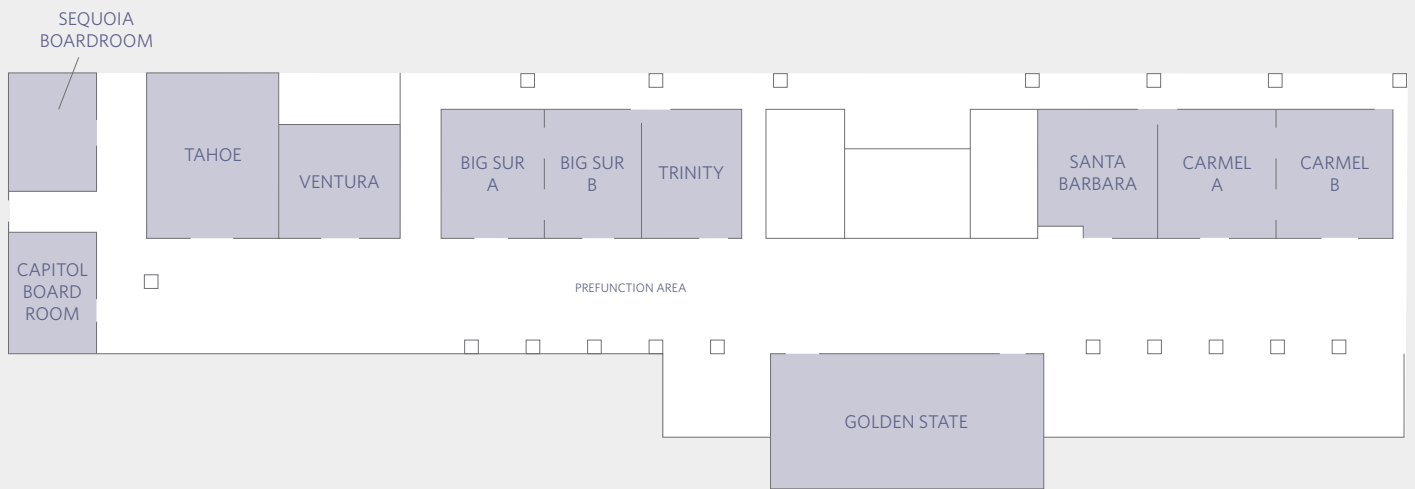 SEQUOIA
BOARDROOM
TAHOE
VENTURA
BIG SUR
A
BIG SUR
B
TRINITY
SANTA
BARBARA
CARMEL
A
CARMEL
B
CAPITOL
BOARD
ROOM
PREFUNCTION AREA
GOLDEN STATE